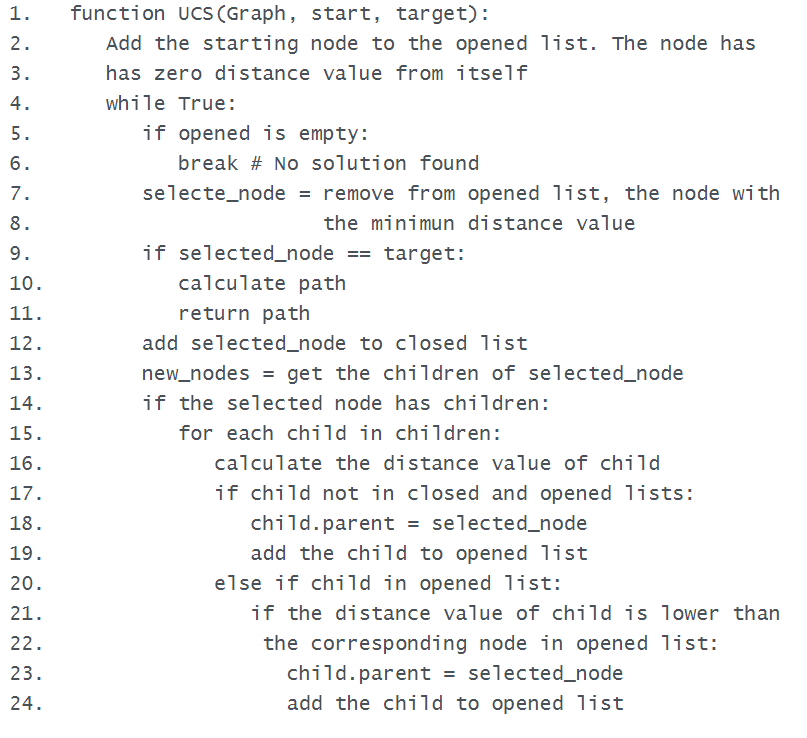 1. function UCS(Graph, start, target):
2. Add the starting node to the opened list. The node has
3. has zero distance value from itself
4. while True:
5. if opened is empty:
6. break # No solution found
7. selecte_node = remove from opened list, the node with
8. the minimun distance value
9. if selected_node == target:
10. calculate path
11. return path
12. add selected_node to closed list
13. new_nodes = get the children of selected_node
14. if the selected node has children:
15. for each child in children:
16. calculate the distance value of child
17. if child not in closed and opened lists:
18. child.parent = selected_node
19. add the child to opened list
20. else if child in opened list:
21. if the distance value of child is lower than
22. the corresponding node in opened list:
23. child.parent = selected_node
24. add the child to opened list